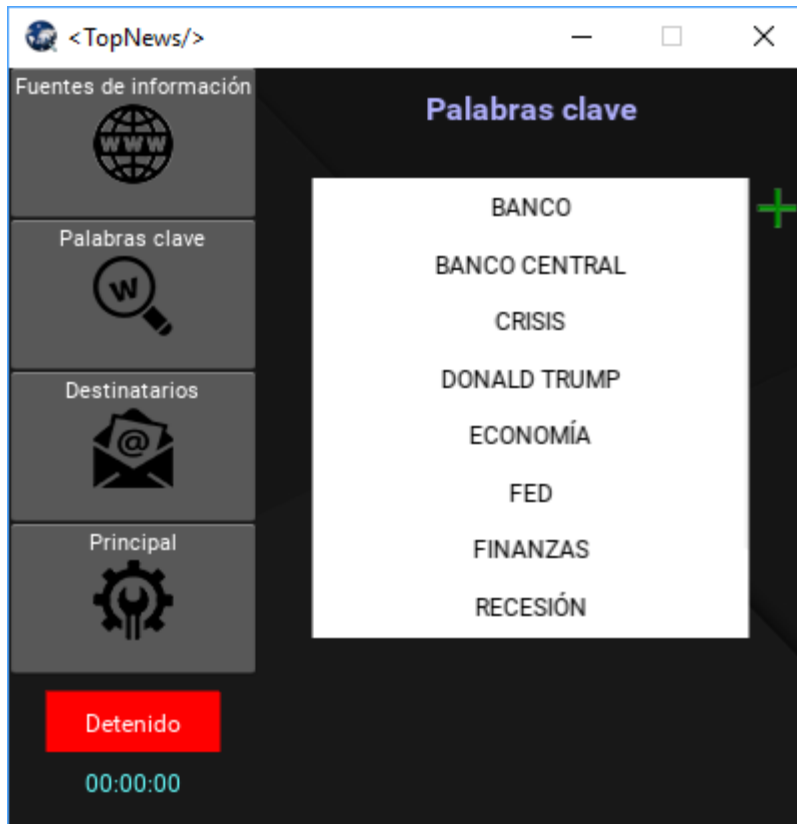 <TopNews/>
Fuentes de información
WWW
Palabras clave
W
Destinatarios
@
Principal
Detenido
00:00:00
Palabras clave
BANCO
BANCO CENTRAL
CRISIS
DONALD TRUMP
ECONOMÍA
FED
FINANZAS
RECESIÓN